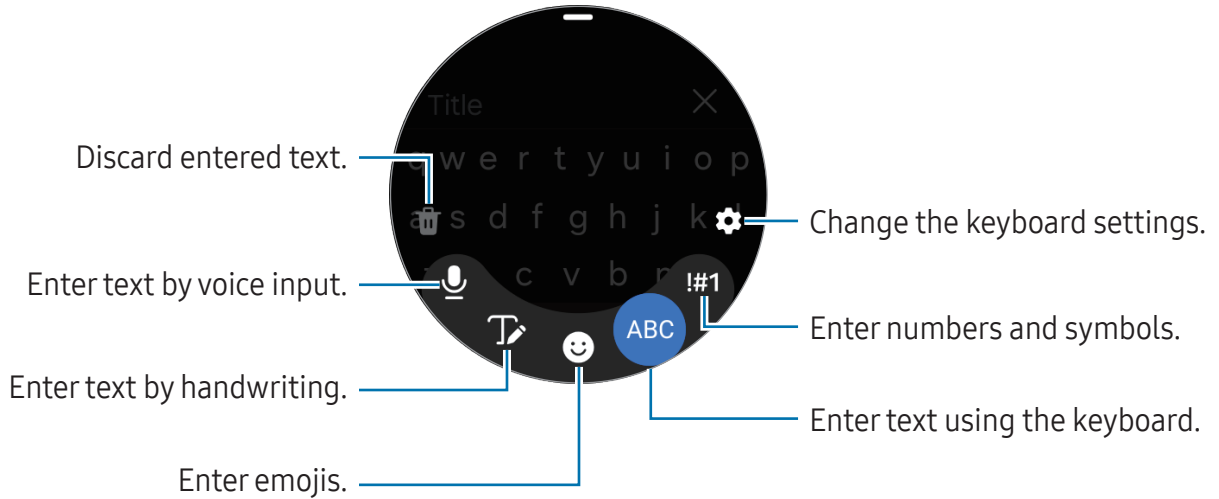 Title
q w e r t y u i o p
Discard entered text.
a s d f g h j k l
Change the keyboard settings.
Enter text by voice input.
c v b n
!#1
ABC
Enter numbers and symbols.
Enter text by handwriting.
Enter text using the keyboard.
Enter emojis.